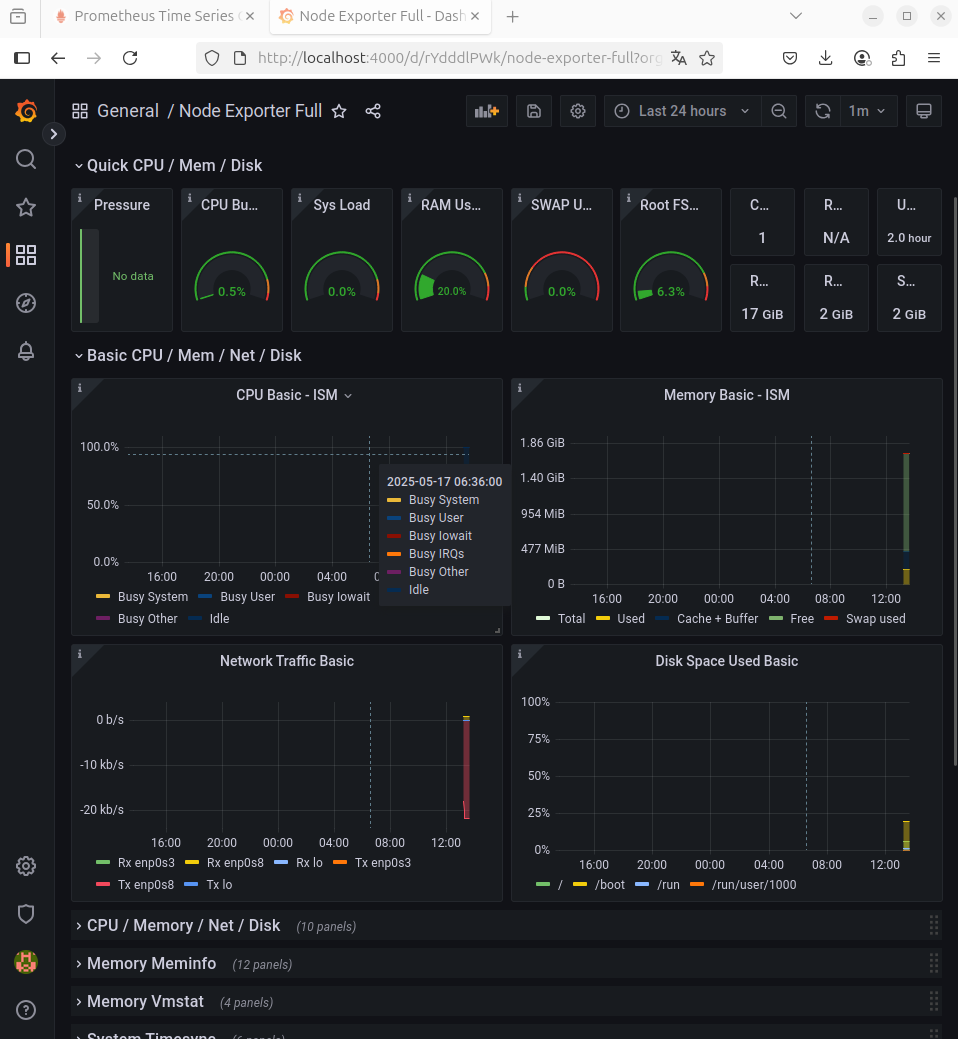 Prometheus Time Series
Node Exporter Full - Dash
http://localhost:4000/d/rYdddlPWk/node-exporter-full?org
General / Node Exporter Full
Last 24 hours
1m
Quick CPU / Mem / Disk
Pressure
CPU Bu...
Sys Load
RAM Us...
SWAP U...
Root FS...
C...
R...
U...
1
N/A
2.0 hour
No data
0.5%
0.0%
20.0%
0.0%
6.3%
R...
R...
S...
17 GiB
2 GiB
2 GiB
Basic CPU / Mem / Net / Disk
CPU Basic - ISM
100.0%
50.0%
0.0%
16:00 20:00 00:00 04:00
Busy System Busy User Busy Iowait
Busy Other Idle
2025-05-17 06:36:00
Busy System
Busy User
Busy Iowait
Busy IRQs
Busy Other
Idle
Memory Basic - ISM
1.86 GiB
1.40 GiB
954 MiB
477 MiB
0 B
16:00 20:00 00:00 04:00 08:00 12:00
Total Used Cache + Buffer Free Swap used
Network Traffic Basic
0 b/s
-10 kb/s
-20 kb/s
16:00 20:00 00:00 04:00 08:00 12:00
Rx enp0s3 Rx enp0s8 Rx lo Tx enp0s3
Tx enp0s8 Tx lo
Disk Space Used Basic
100%
75%
50%
25%
0%
16:00 20:00 00:00 04:00 08:00 12:00
/ /boot /run /run/user/1000
CPU / Memory / Net / Disk (10 panels)
Memory Meminfo (12 panels)
Memory Vmstat (4 panels)
System Timesync (6 panels)